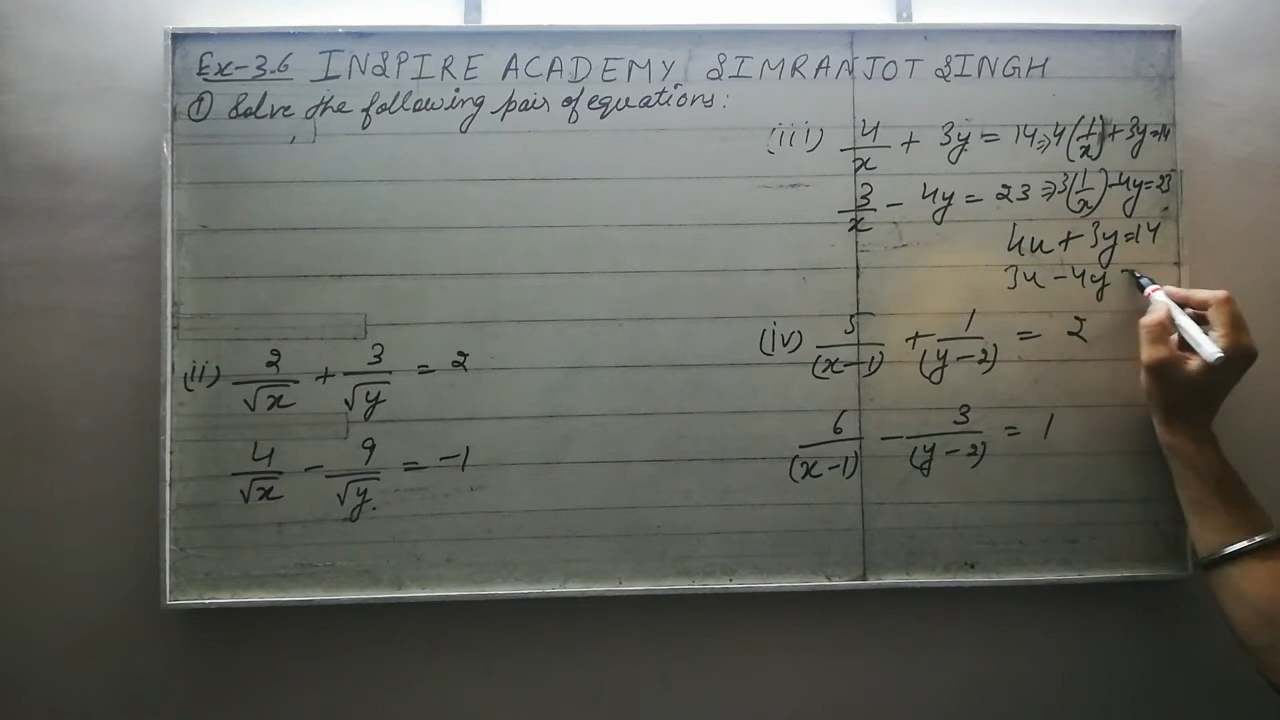 Ex-3.6 INSPIRE ACADEMY SIMRANJOT SINGH
① Solve the following pair of equations:
(ii) 2/√x + 3/√y = 2
4/√x - 9/√y = -1
(iii) 4/x + 3y = 14 ⇒ 4(1/x) + 3y = 14
3/x - 4y = 23 ⇒ 3(1/x) - 4y = 23
4u + 3y = 14
3u - 4y
(iv) 5/(x-1) + 1/(y-2) = 2
6/(x-1) - 3/(y-2) = 1